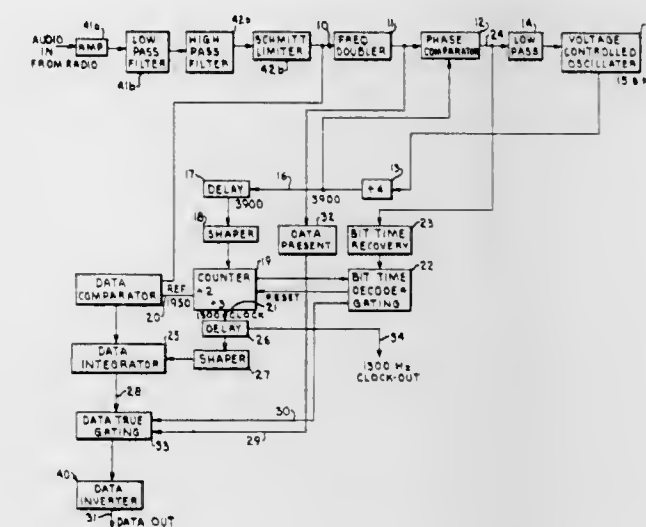 41a
42a
10
11
12
24
14
AUDIO
IN
FROM RADIO
AMP
LOW
PASS
FILTER
HIGH
PASS
FILTER
SCHMITT
LIMITER
FREQ
DOUBLER
PHASE
COMPARATOR
LOW
PASS
VOLTAGE
CONTROLLED
OSCILLATER
41b
42b
17
DELAY
16
3900
÷4
13
3900
18
SHAPER
32
DATA
PRESENT
23
BIT TIME
RECOVERY
DATA
COMPARATOR
REF
1950
20
COUNTER
÷2
÷3
19
RESET
BIT TIME
DECODER
GATING
22
1300 CLOCK
21
DELAY
26
25
DATA
INTEGRATOR
SHAPER
27
34
1300 Hz
CLOCK-OUT
28
DATA TRUE
GATING
33
30
29
40
DATA
INVERTER
31
DATA OUT